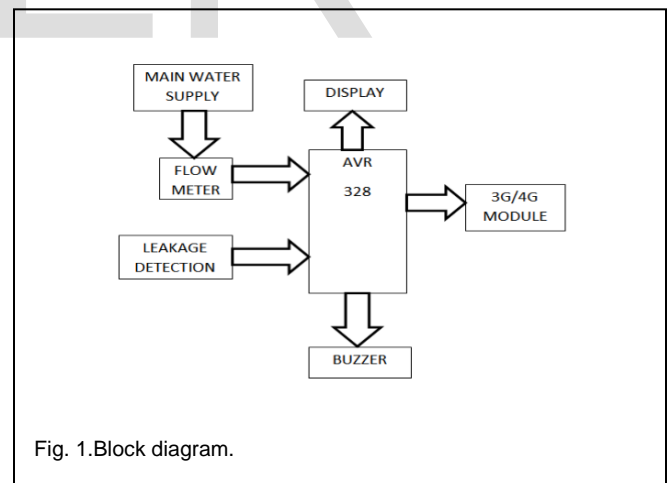 MAIN WATER
SUPPLY
DISPLAY
FLOW
METER
AVR
328
3G/4G
MODULE
LEAKAGE
DETECTION
BUZZER
Fig. 1.Block diagram.